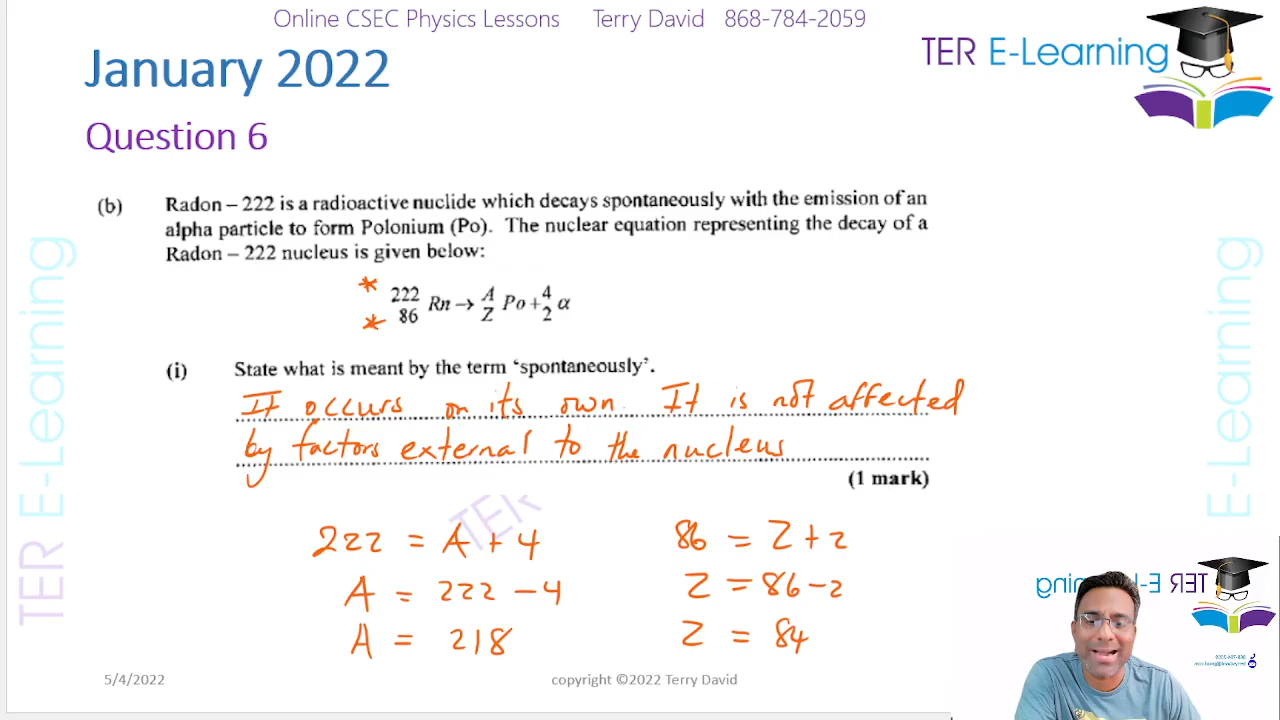 Online CSEC Physics Lessons Terry David 868-784-2059
TER E-Learning
January 2022
Question 6
(b) Radon – 222 is a radioactive nuclide which decays spontaneously with the emission of an
alpha particle to form Polonium (Po). The nuclear equation representing the decay of a
Radon – 222 nucleus is given below:
* 222 86 Rn → A Z Po + 4 2 α
*
(i) State what is meant by the term ‘spontaneously’.
It occurs on its own. It is not affected
by factors external to the nucleus
(1 mark)
TER
222 = A + 4 86 = Z + 2
A = 222 - 4 Z = 86 - 2
A = 218 Z = 84
TER E-Learning
TER E-Learning
TER E-Learning
5/4/2022 copyright ©2022 Terry David